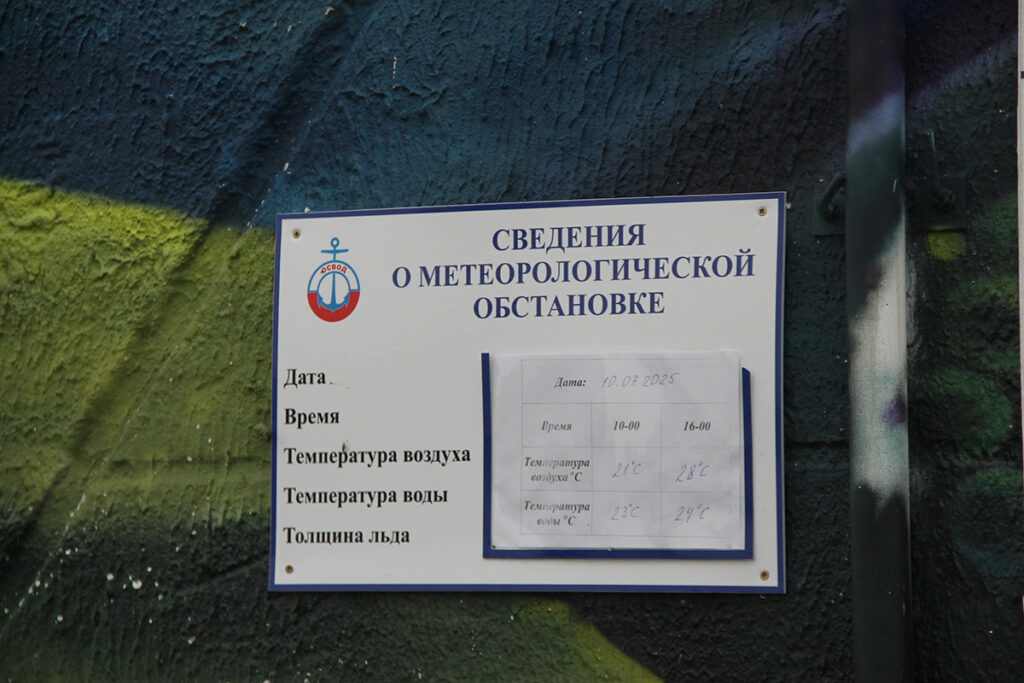 СВЕДЕНИЯ
О МЕТЕОРОЛОГИЧЕСКОЙ
ОБСТАНОВКЕ
ОСВОД
Дата
Время
Температура воздуха
Температура воды
Толщина льда
Дата: 10.07.2025
Время 10-00 16-00
Температура
воздуха °C 21°C 28°C
Температура
воды °C 23°C 24°C